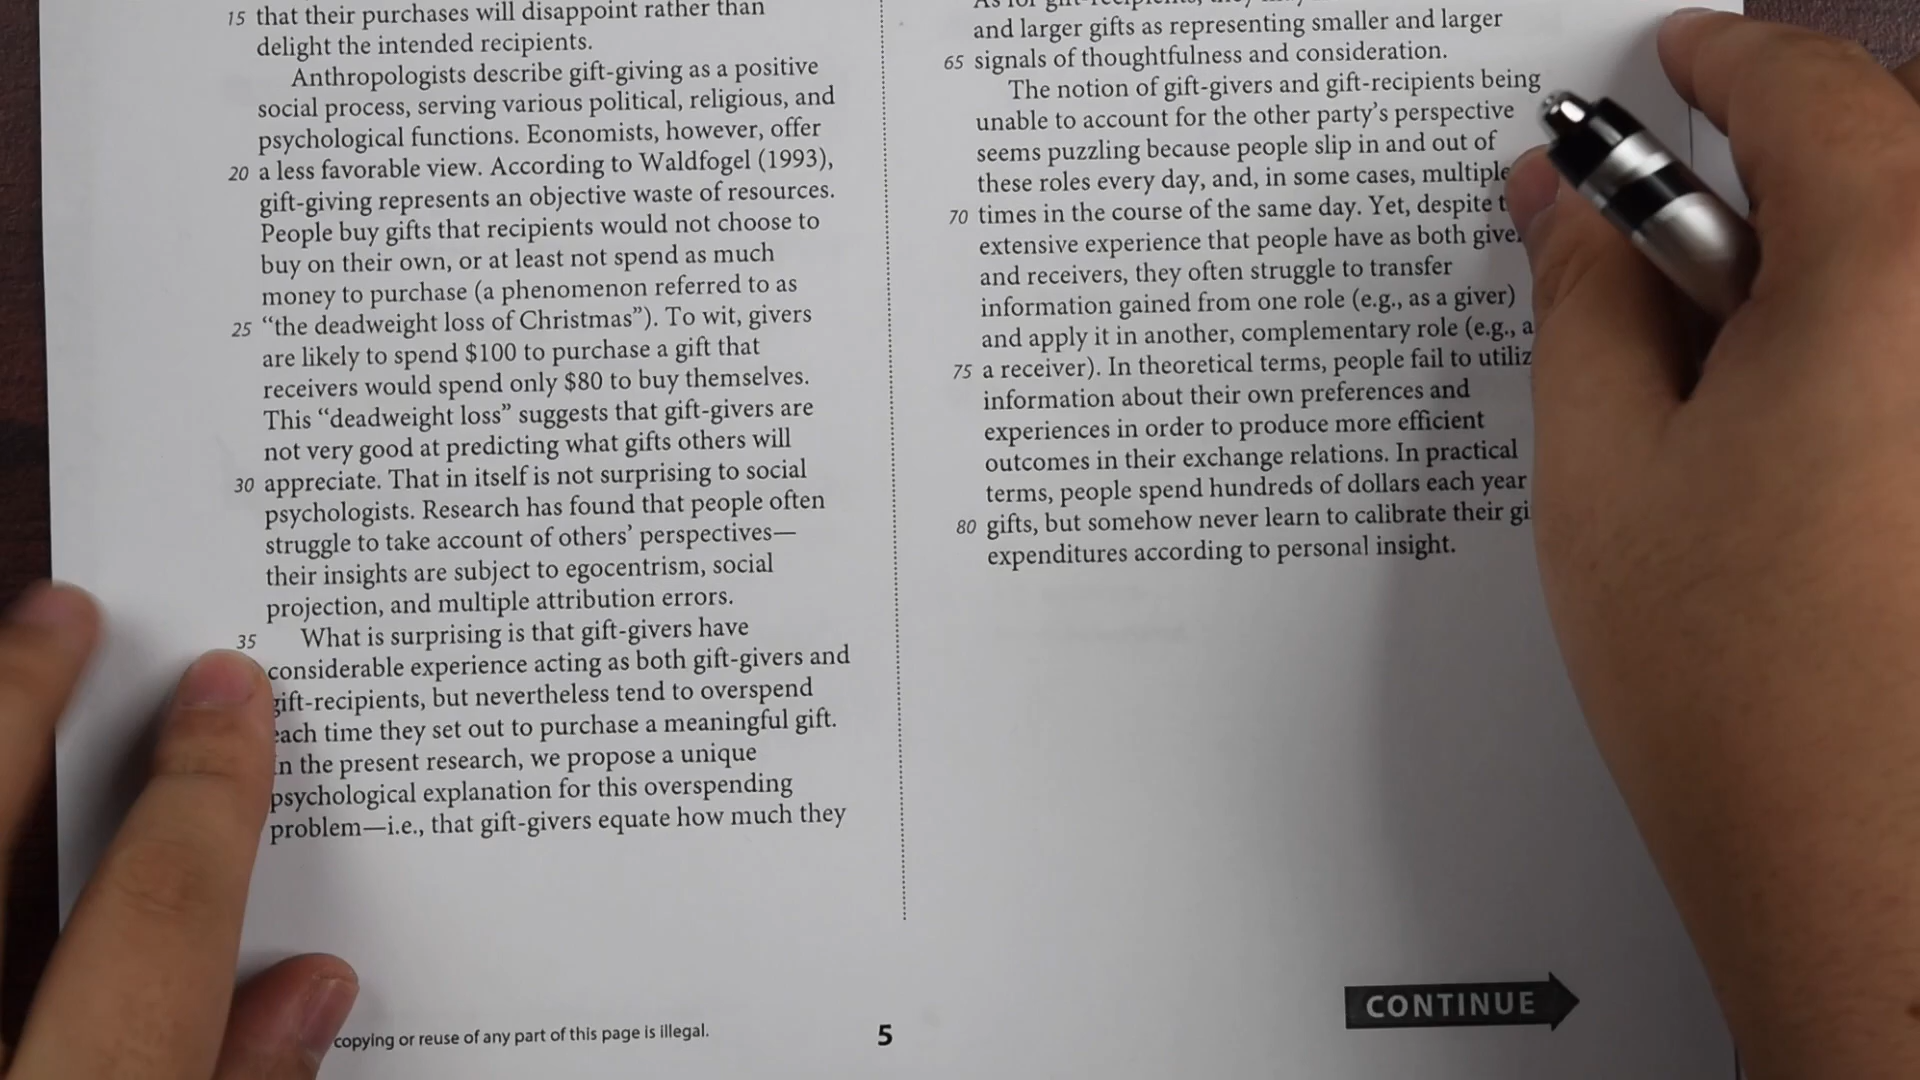 15 that their purchases will disappoint rather than
delight the intended recipients.
Anthropologists describe gift-giving as a positive
social process, serving various political, religious, and
psychological functions. Economists, however, offer
20 a less favorable view. According to Waldfogel (1993),
gift-giving represents an objective waste of resources.
People buy gifts that recipients would not choose to
buy on their own, or at least not spend as much
money to purchase (a phenomenon referred to as
25 “the deadweight loss of Christmas”). To wit, givers
are likely to spend $100 to purchase a gift that
receivers would spend only $80 to buy themselves.
This “deadweight loss” suggests that gift-givers are
not very good at predicting what gifts others will
30 appreciate. That in itself is not surprising to social
psychologists. Research has found that people often
struggle to take account of others’ perspectives—
their insights are subject to egocentrism, social
projection, and multiple attribution errors.
35 What is surprising is that gift-givers have
considerable experience acting as both gift-givers and
gift-recipients, but nevertheless tend to overspend
each time they set out to purchase a meaningful gift.
In the present research, we propose a unique
psychological explanation for this overspending
problem—i.e., that gift-givers equate how much they
and larger gifts as representing smaller and larger
65 signals of thoughtfulness and consideration.
The notion of gift-givers and gift-recipients being
unable to account for the other party’s perspective
seems puzzling because people slip in and out of
these roles every day, and, in some cases, multiple
70 times in the course of the same day. Yet, despite
extensive experience that people have as both
and receivers, they often struggle to transfer
information gained from one role (e.g., as a giver)
and apply it in another, complementary role (e.g.,
75 a receiver). In theoretical terms, people fail to
information about their own preferences and
experiences in order to produce more efficient
outcomes in their exchange relations. In practical
terms, people spend hundreds of dollars each year
80 gifts, but somehow never learn to calibrate their
expenditures according to personal insight.
copying or reuse of any part of this page is illegal.
5
CONTINUE